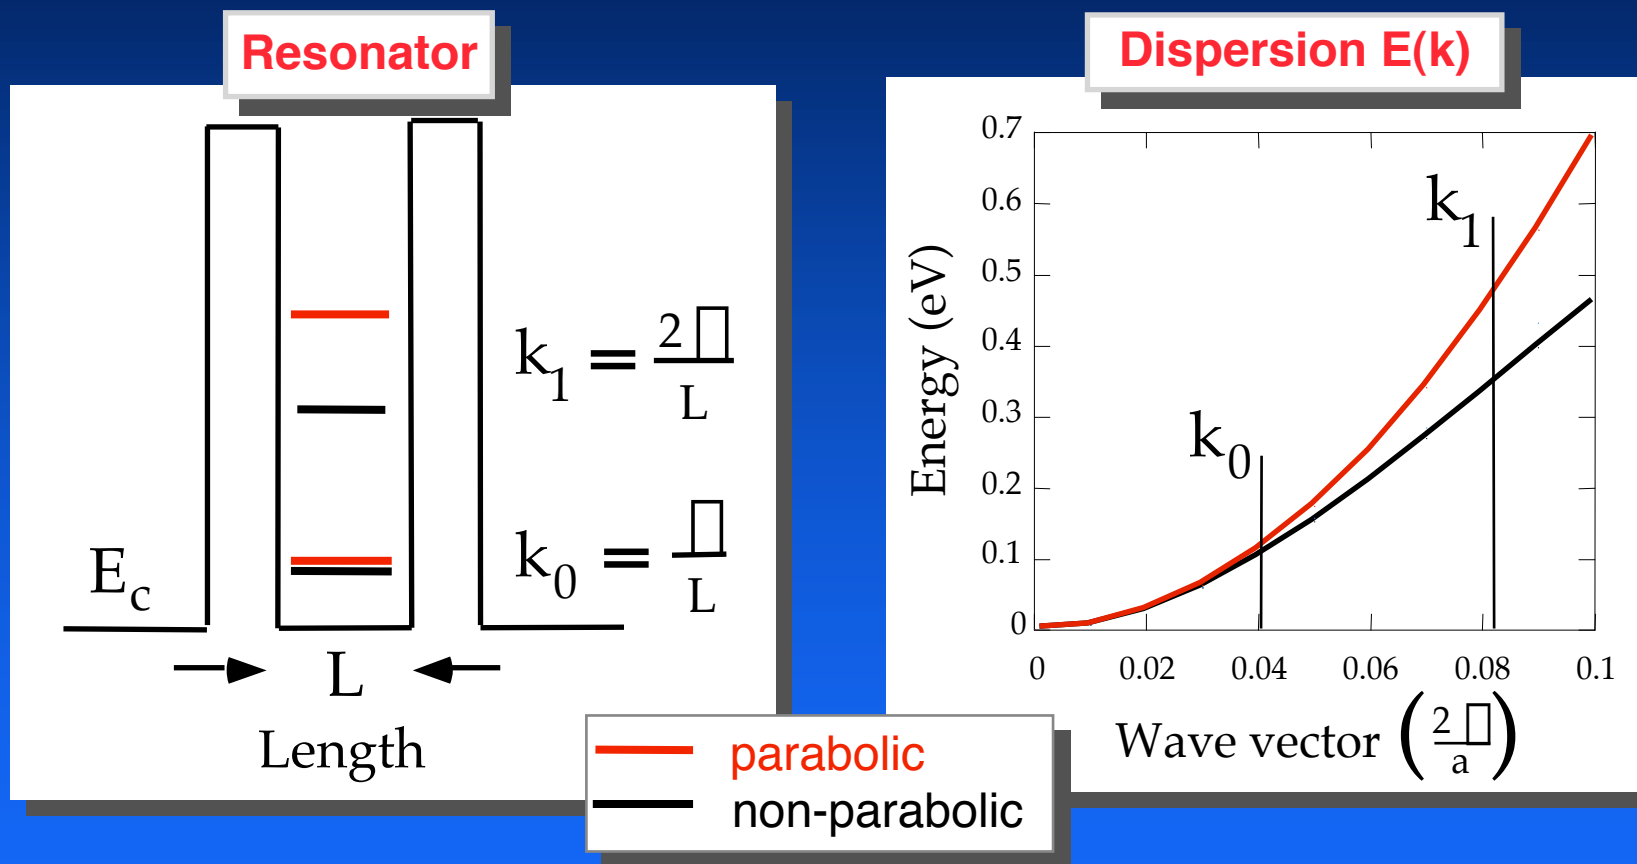 Resonator
Dispersion E(k)
k₁ = 2□/L
k₀ = □/L
E_c
L
Length
0.7
0.6
0.5
0.4
0.3
0.2
0.1
0
Energy (eV)
k₁
k₀
0 0.02 0.04 0.06 0.08 0.1
Wave vector (2□/a)
parabolic
non-parabolic